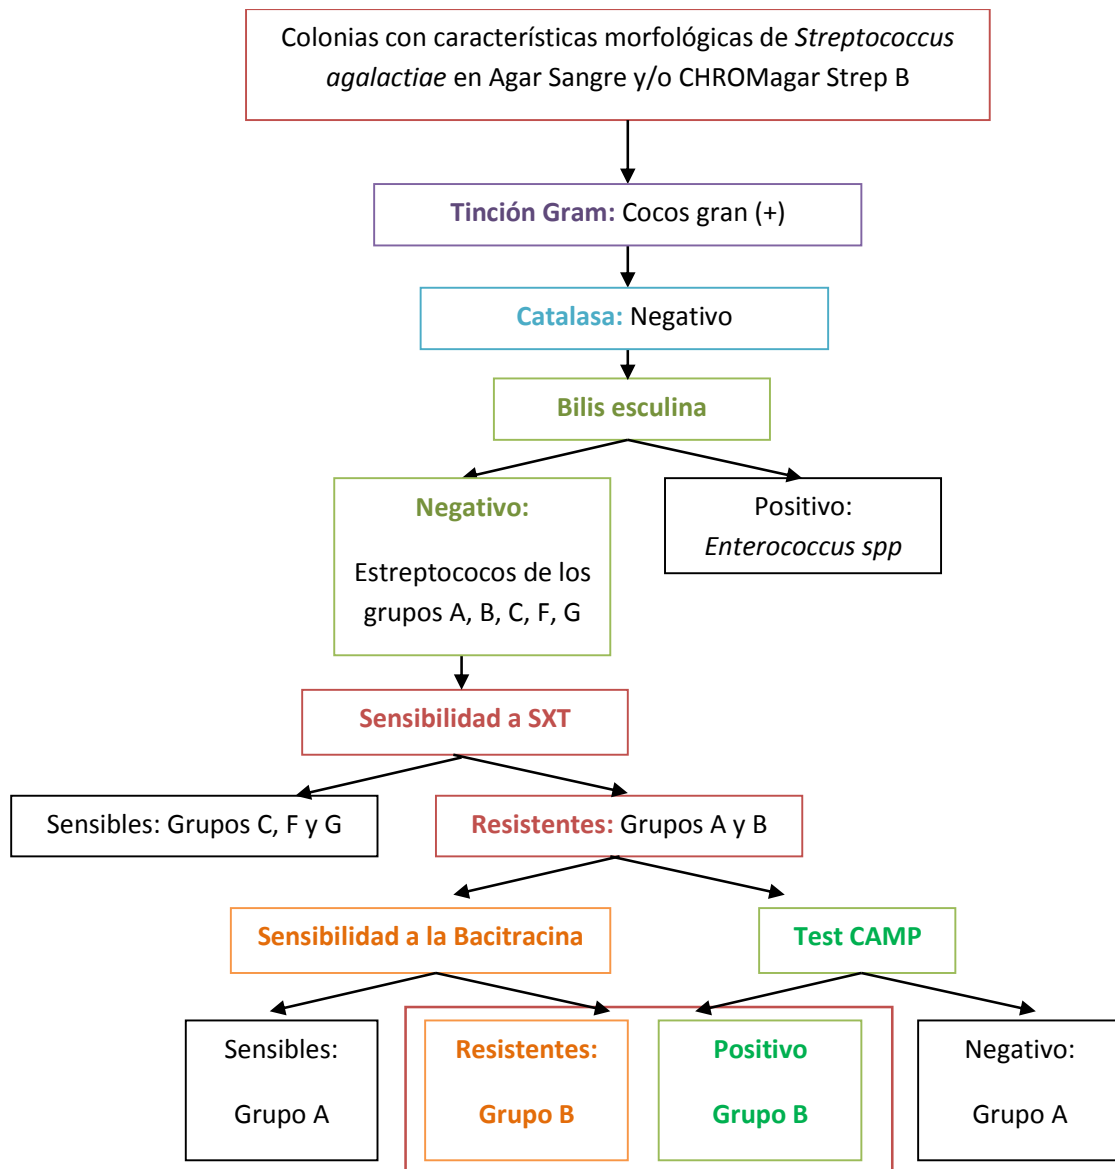 Colonias con características morfológicas de Streptococcus
agalactiae en Agar Sangre y/o CHROMagar Strep B
Tinción Gram: Cocos gran (+)
Catalasa: Negativo
Bilis esculina
Negativo:
Estreptococos de los
grupos A, B, C, F, G
Positivo:
Enterococcus spp
Sensibilidad a SXT
Sensibles: Grupos C, F y G
Resistentes: Grupos A y B
Sensibilidad a la Bacitracina
Test CAMP
Sensibles:
Grupo A
Resistentes:
Grupo B
Positivo
Grupo B
Negativo:
Grupo A